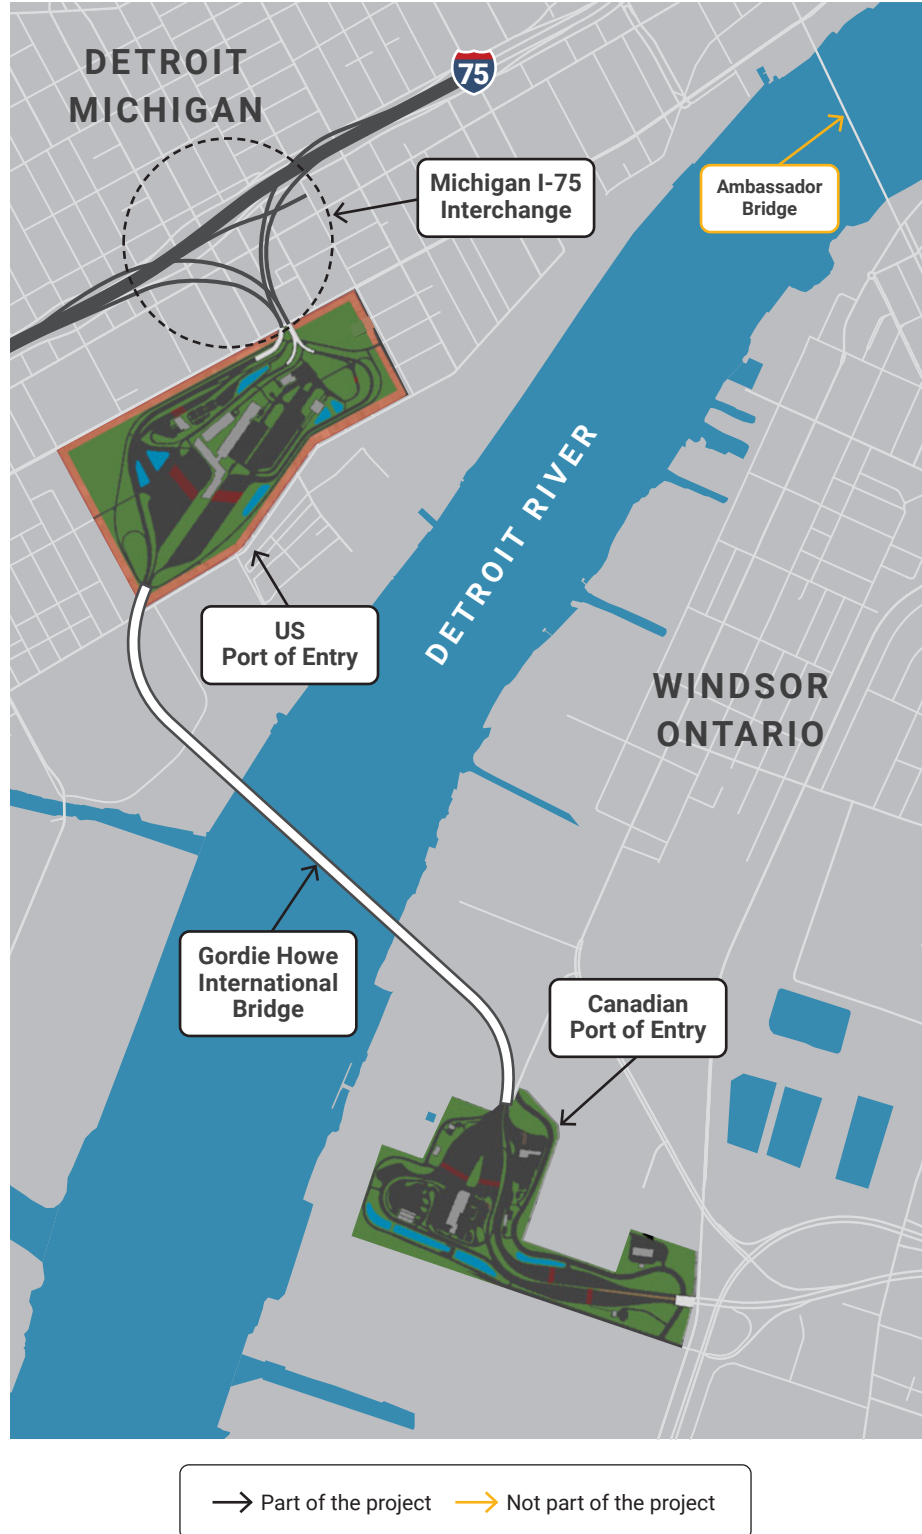 DETROIT
MICHIGAN
75
Michigan I-75
Interchange
Ambassador
Bridge
DETROIT RIVER
US
Port of Entry
WINDSOR
ONTARIO
Gordie Howe
International
Bridge
Canadian
Port of Entry
Part of the project
Not part of the project